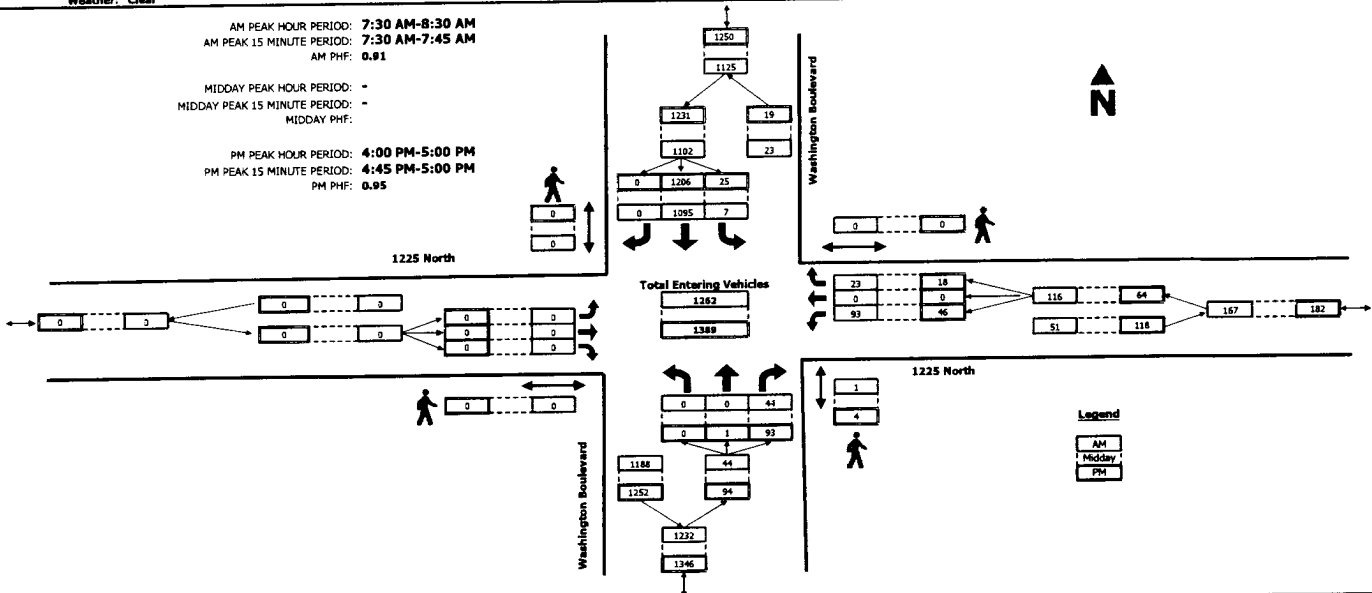 Weather: Clear
AM PEAK HOUR PERIOD: 7:30 AM-8:30 AM
AM PEAK 15 MINUTE PERIOD: 7:30 AM-7:45 AM
AM PHF: 0.91
MIDDAY PEAK HOUR PERIOD: -
MIDDAY PEAK 15 MINUTE PERIOD: -
MIDDAY PHF:
PM PEAK HOUR PERIOD: 4:00 PM-5:00 PM
PM PEAK 15 MINUTE PERIOD: 4:45 PM-5:00 PM
PM PHF: 0.95
1250
1125
1231 19
1102 23
0 1206 25
0 1095 7
Washington Boulevard
N
0
0
0 0
1225 North
Total Entering Vehicles
1262
1389
0 0
0 0
0 0
0 0
0 0
0 0
23 18
0 0
93 46
116 64
51 118
167 182
1225 North
0 0
0 0 44
0 1 93
1188 44
1252 94
1232
1346
Washington Boulevard
1
4
Legend
AM
Midday
PM